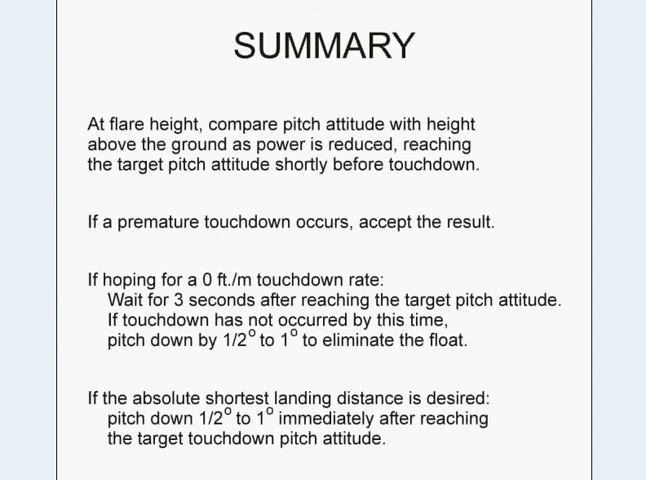 SUMMARY
At flare height, compare pitch attitude with height
above the ground as power is reduced, reaching
the target pitch attitude shortly before touchdown.
If a premature touchdown occurs, accept the result.
If hoping for a 0 ft./m touchdown rate:
Wait for 3 seconds after reaching the target pitch attitude.
If touchdown has not occurred by this time,
pitch down by 1/2° to 1° to eliminate the float.
If the absolute shortest landing distance is desired:
pitch down 1/2° to 1° immediately after reaching
the target touchdown pitch attitude.